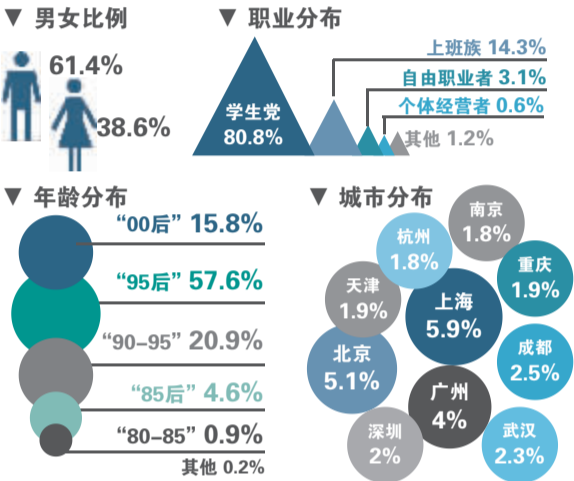 ▼ 男女比例
61.4%
38.6%
▼ 职业分布
上班族 14.3%
自由职业者 3.1%
个体经营者 0.6%
其他 1.2%
学生党
80.8%
▼ 年龄分布
“00后” 15.8%
“95后” 57.6%
“90–95” 20.9%
“85后” 4.6%
“80–85” 0.9%
其他 0.2%
▼ 城市分布
南京
1.8%
杭州
1.8%
重庆
1.9%
天津
1.9%
上海
5.9%
北京
5.1%
成都
2.5%
广州
4%
深圳
2%
武汉
2.3%